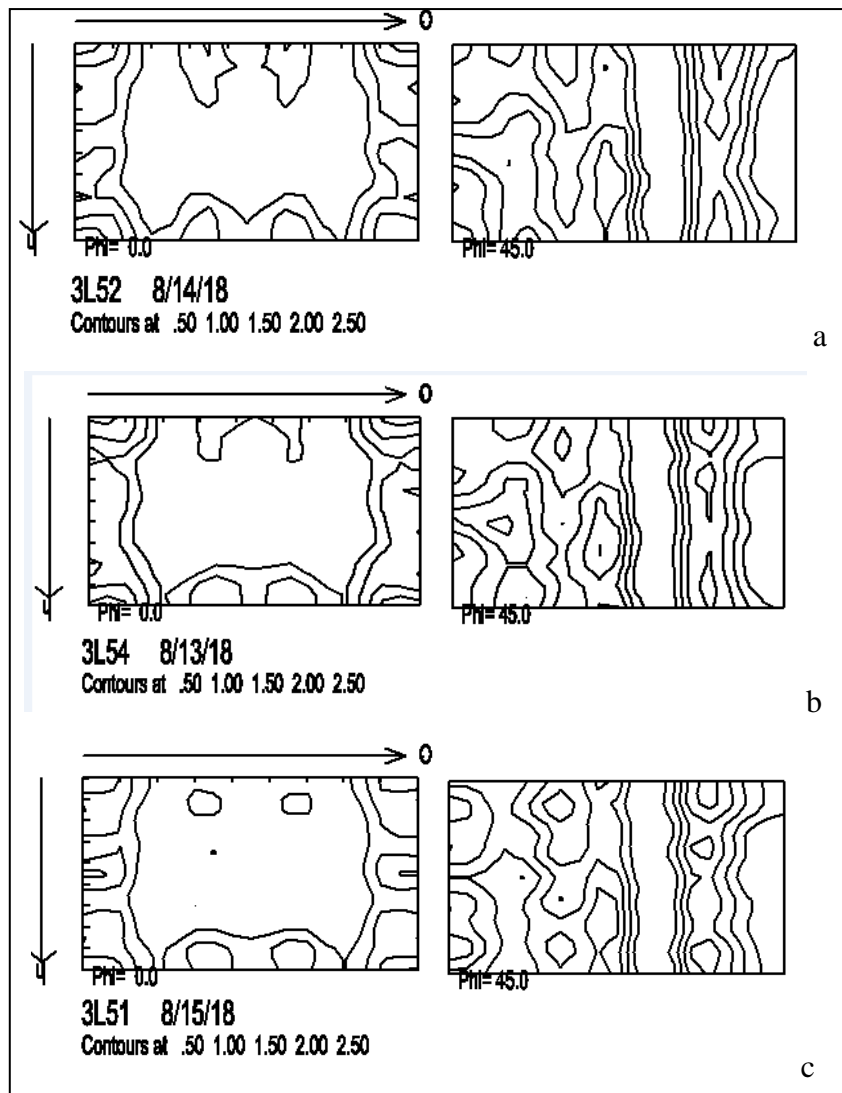 0
Phi= 0.0
Phi= 45.0
3L52 8/14/18
Contours at .50 1.00 1.50 2.00 2.50
a
0
Phi= 0.0
Phi= 45.0
3L54 8/13/18
Contours at .50 1.00 1.50 2.00 2.50
b
0
Phi= 0.0
Phi= 45.0
3L51 8/15/18
Contours at .50 1.00 1.50 2.00 2.50
c